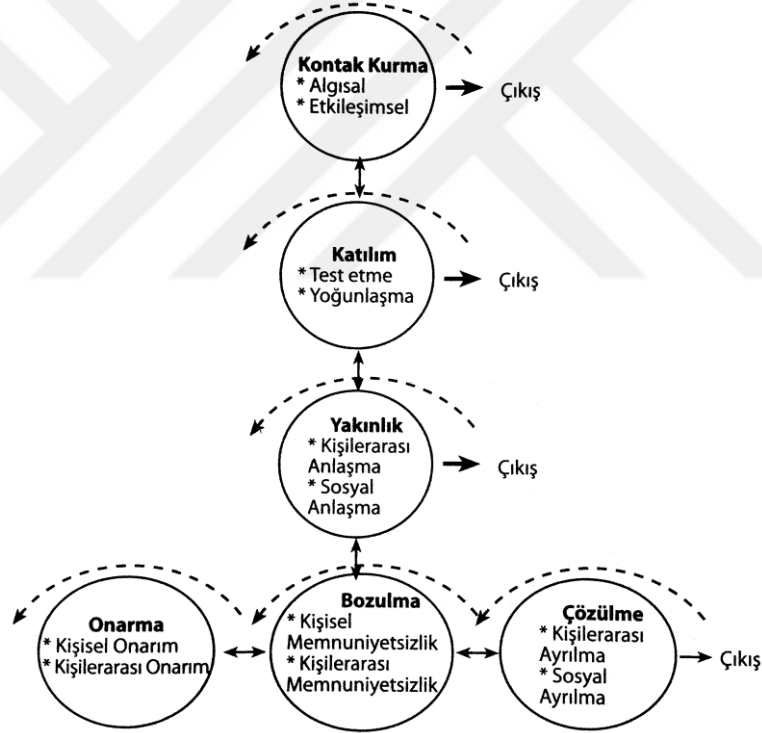 Kontak Kurma
* Algısal
* Etkileşimsel
Çıkış
Katılım
* Test etme
* Yoğunlaşma
Çıkış
Yakınlık
* Kişilerarası
Anlaşma
* Sosyal
Anlaşma
Çıkış
Onarma
* Kişisel Onarım
* Kişilerarası Onarım
Bozulma
* Kişisel
Memnuniyetsizlik
* Kişilerarası
Memnuniyetsizlik
Çözülme
* Kişilerarası
Ayrılma
* Sosyal
Ayrılma
Çıkış